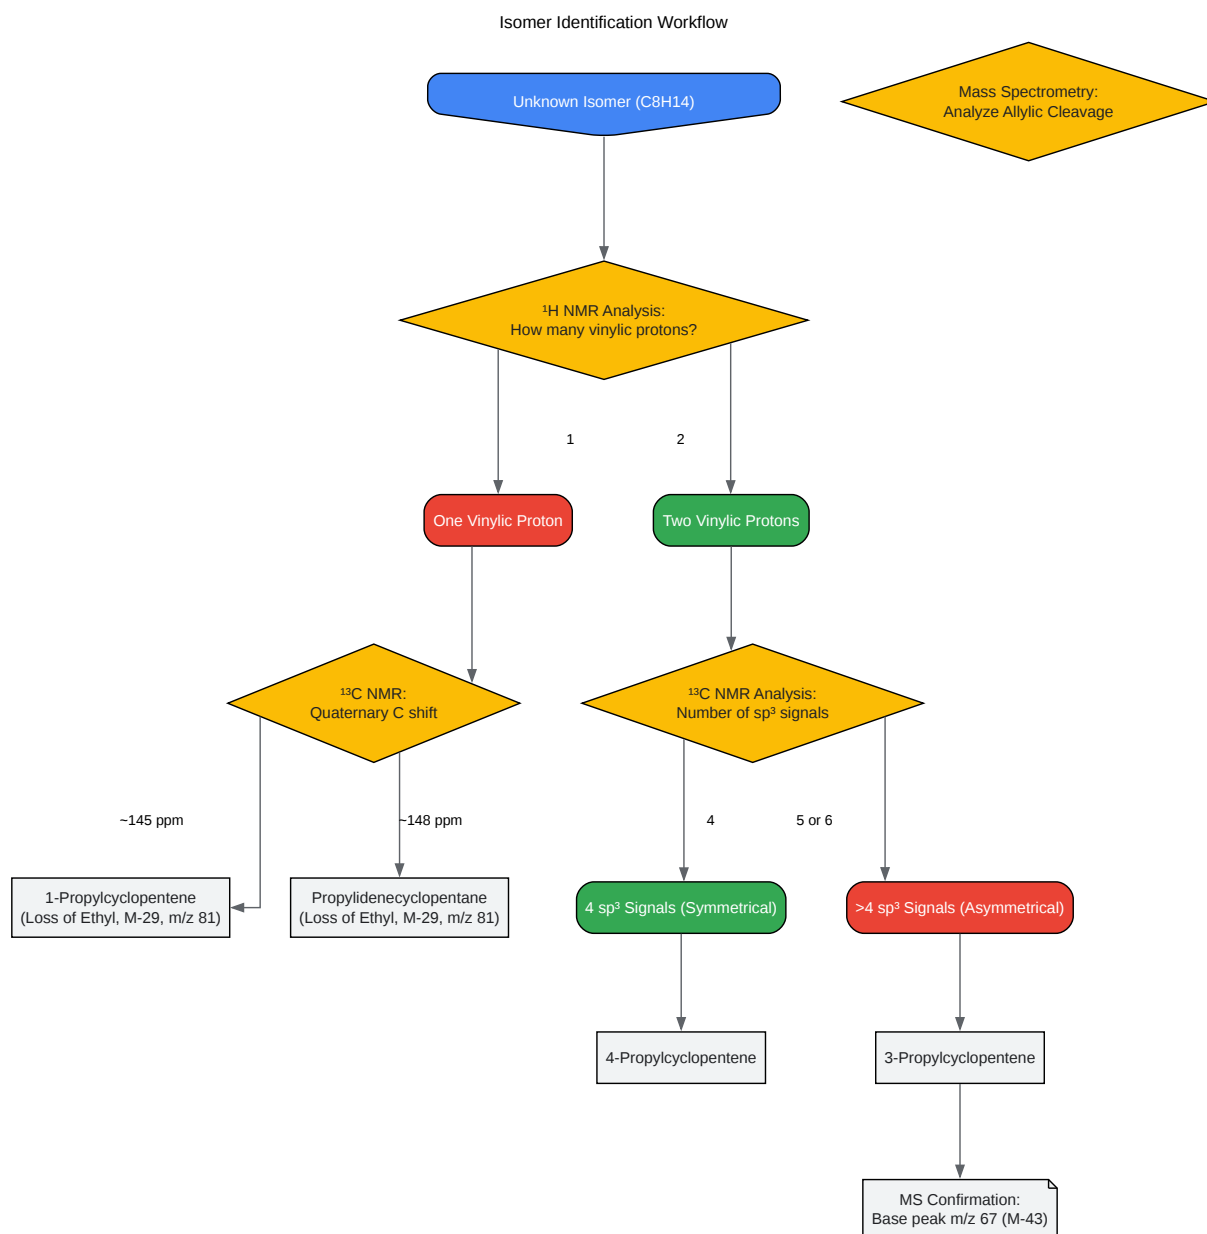 Isomer Identification Workflow
Unknown Isomer (C8H14)
Mass Spectrometry:
Analyze Allylic Cleavage
¹H NMR Analysis:
How many vinylic protons?
1
2
One Vinylic Proton
Two Vinylic Protons
¹³C NMR:
Quaternary C shift
¹³C NMR Analysis:
Number of sp³ signals
~145 ppm
~148 ppm
4
5 or 6
1-Propylcyclopentene
(Loss of Ethyl, M-29, m/z 81)
Propylidenecyclopentane
(Loss of Ethyl, M-29, m/z 81)
4 sp³ Signals (Symmetrical)
>4 sp³ Signals (Asymmetrical)
4-Propylcyclopentene
3-Propylcyclopentene
MS Confirmation:
Base peak m/z 67 (M-43)